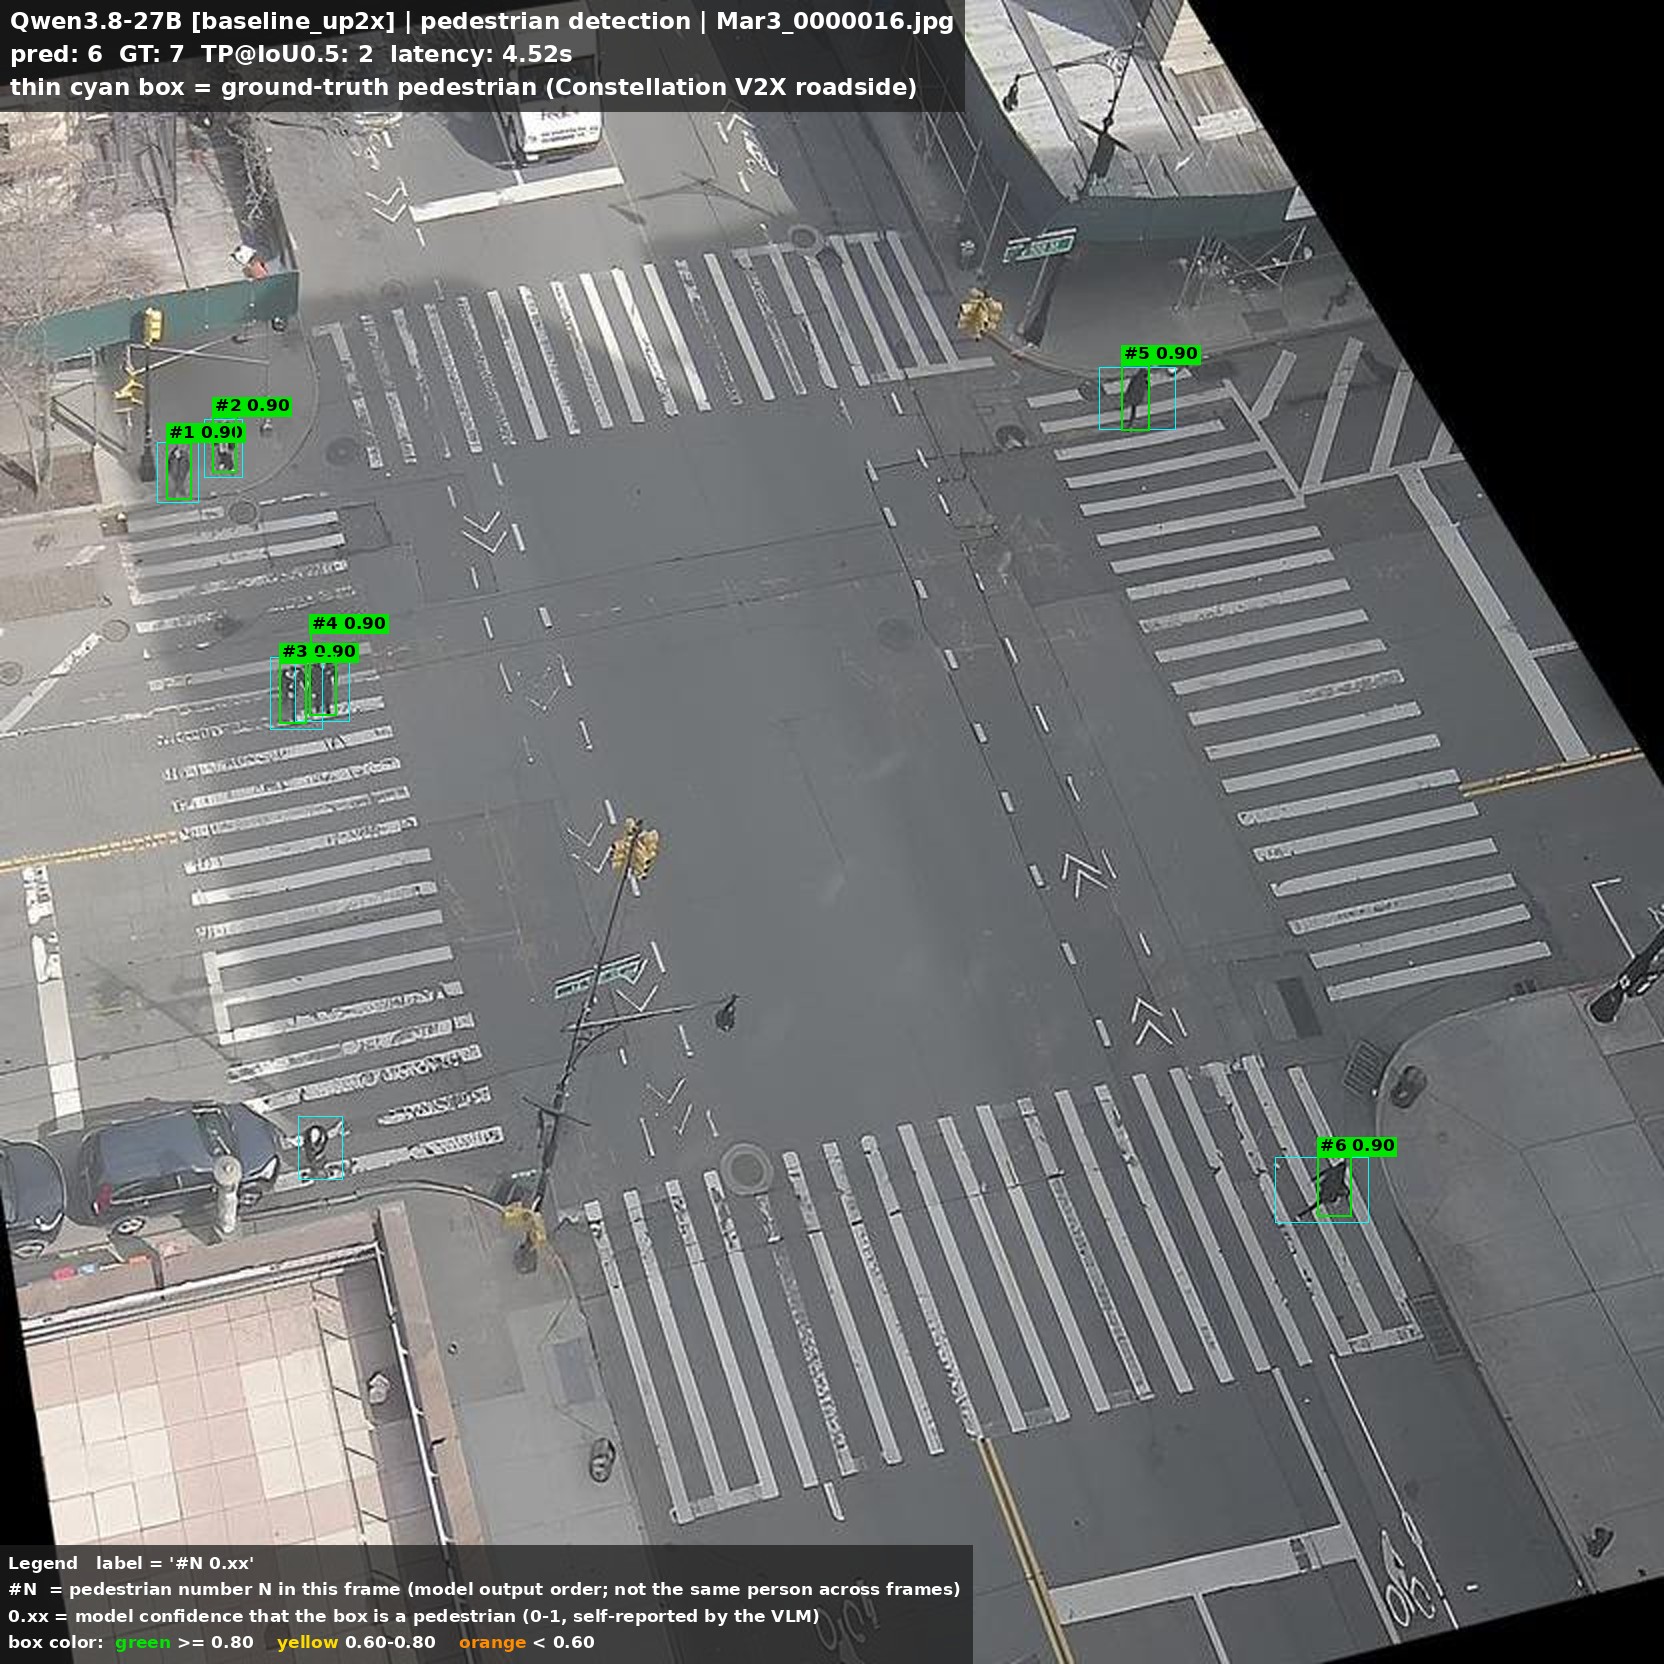 Qwen3.8-27B [baseline_up2x] | pedestrian detection | Mar3_0000016.jpg
pred: 6  GT: 7  TP@IoU0.5: 2  latency: 4.52s
thin cyan box = ground-truth pedestrian (Constellation V2X roadside)
#5 0.90
#2 0.90
#1 0.90
#4 0.90
#3 0.90
#6 0.90
Legend   label = '#N 0.xx'
#N  = pedestrian number N in this frame (model output order; not the same person across frames)
0.xx = model confidence that the box is a pedestrian (0-1, self-reported by the VLM)
box color:  green >= 0.80   yellow 0.60-0.80   orange < 0.60